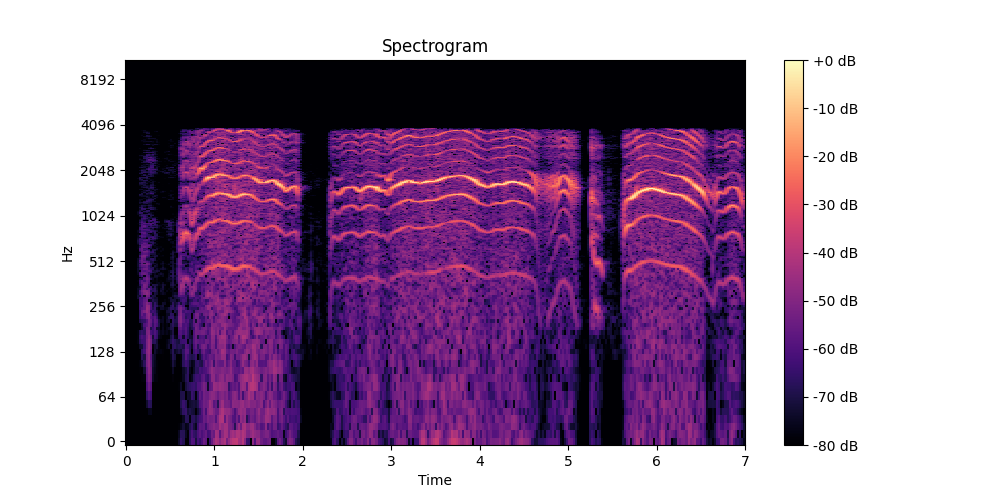 Spectrogram
8192
4096
2048
1024
512
256
128
64
0
Hz
0 1 2 3 4 5 6 7
Time
+0 dB
-10 dB
-20 dB
-30 dB
-40 dB
-50 dB
-60 dB
-70 dB
-80 dB